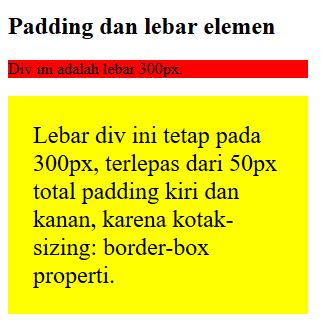 Padding dan lebar elemen
Div ini adalah lebar 300px.
Lebar div ini tetap pada
300px, terlepas dari 50px
total padding kiri dan
kanan, karena kotak-
sizing: border-box
properti.